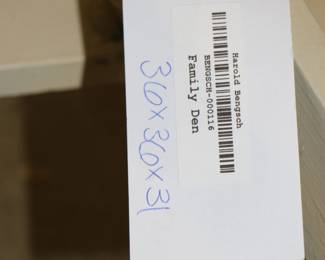 Harold Bengsch
BENGSCH-000116
Family Den
36x36x31